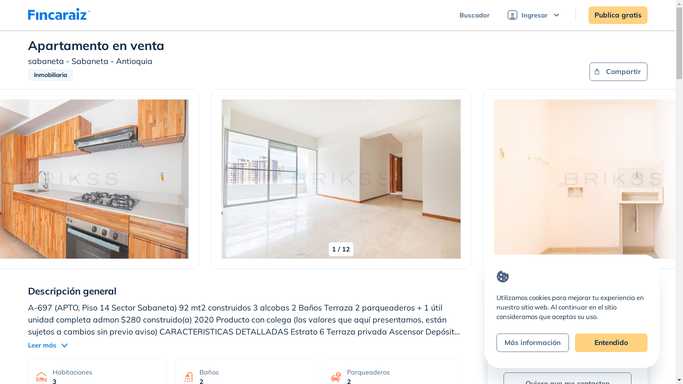 Fincaraiz
Buscador
Ingresar
Publica gratis
Apartamento en venta
sabaneta - Sabaneta - Antioquia
Inmobiliaria
Compartir
BRIKSS
BRIKSS
BRIKSS
1 / 12
Descripción general
A-697 (APTO, Piso 14 Sector Sabaneta) 92 mt2 construidos 3 alcobas 2 Baños Terraza 2 parqueaderos + 1 útil
unidad completa admon $280 construido(a) 2020 Producto con colega (los valores que aquí presentamos, están
sujetos a cambios sin previo aviso) CARACTERISTICAS DETALLADAS Estrato 6 Terraza privada Ascensor Depósit...
Leer más
Habitaciones
3
Baños
2
Parqueaderos
2
Utilizamos cookies para mejorar tu experiencia en
nuestro sitio web. Al continuar en el sitio
consideramos que aceptas su uso.
Más información
Entendido
Quiero que me contacten